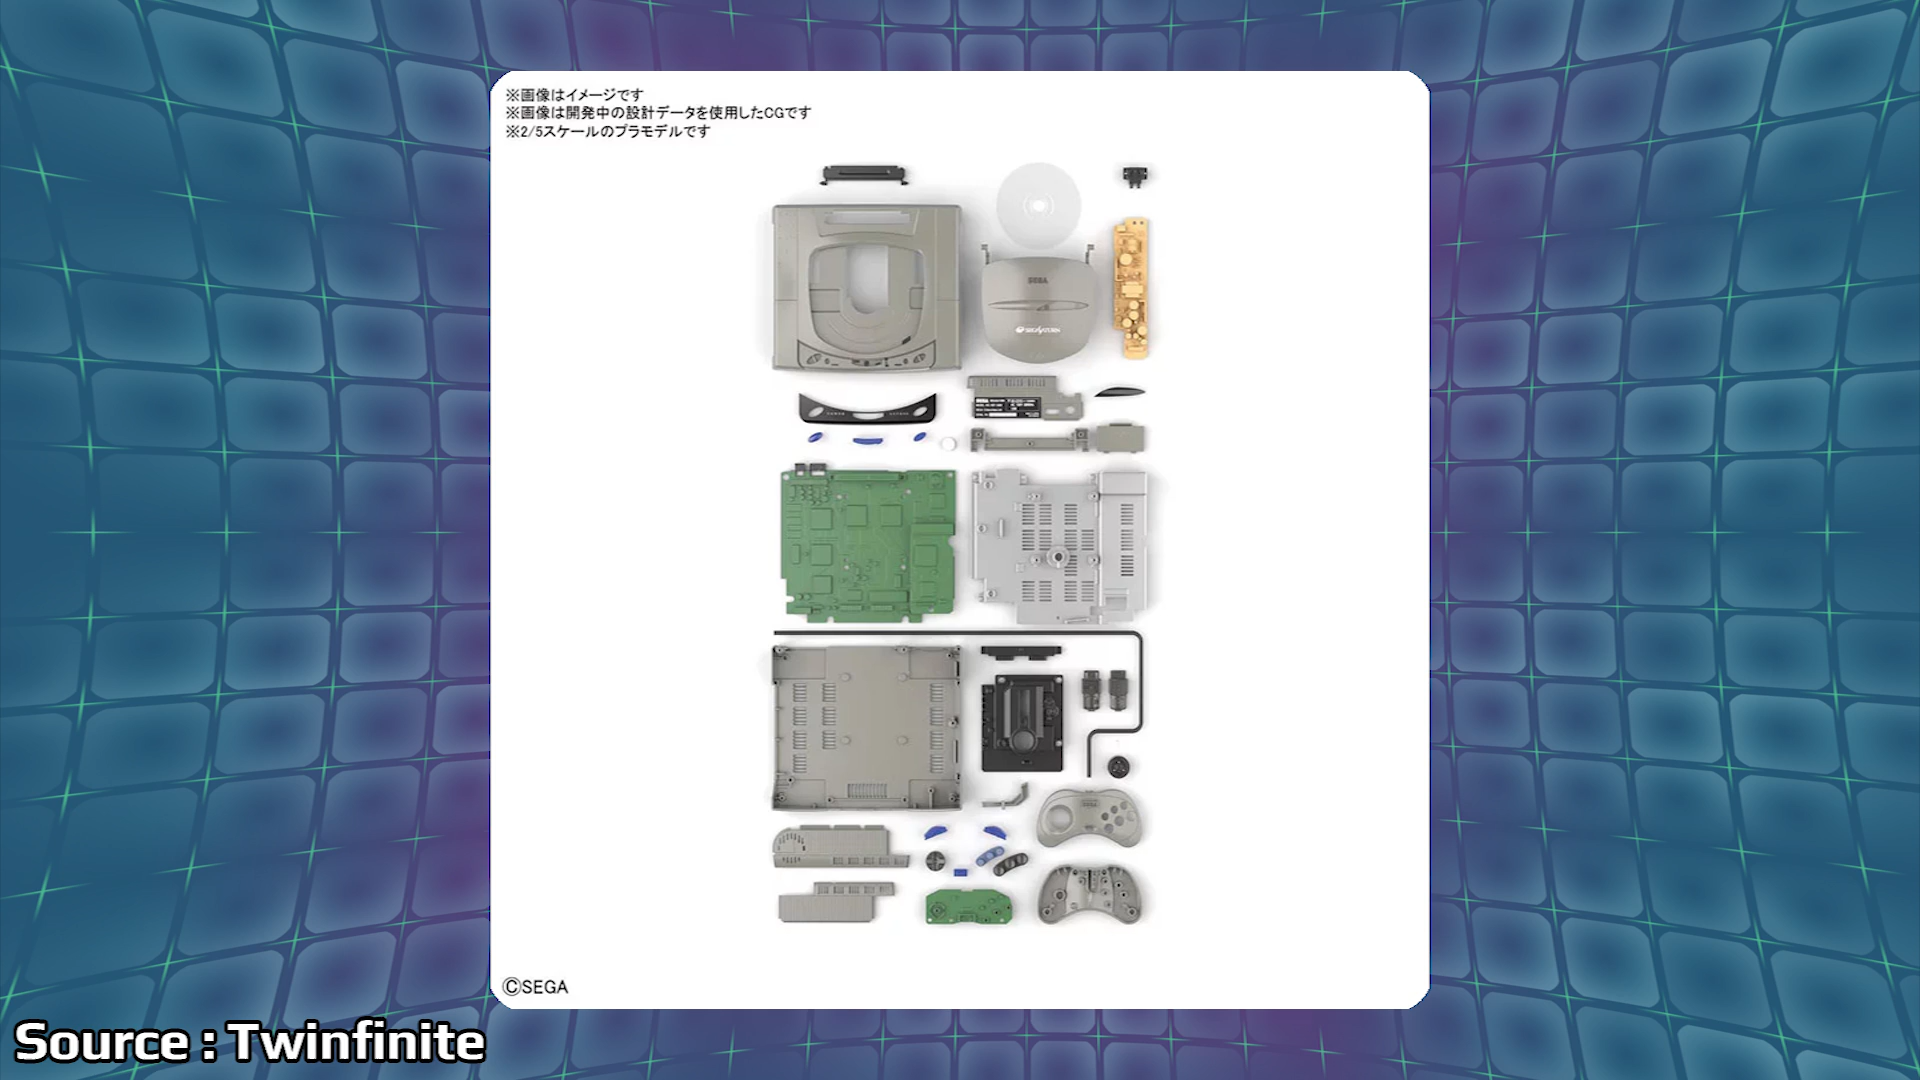 ※画像はイメージです
※画像は開発中の設計データを使用したCGです
※2/5スケールのプラモデルです
SEGA
SEGA SATURN
©SEGA
Source : Twinfinite